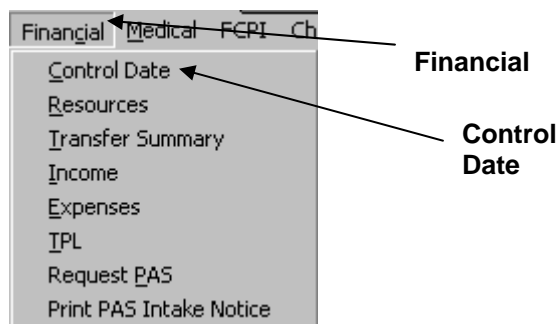 Financial Medical FCPI Ch
Financial
Control Date
Control
Date
Resources
Transfer Summary
Income
Expenses
TPL
Request PAS
Print PAS Intake Notice